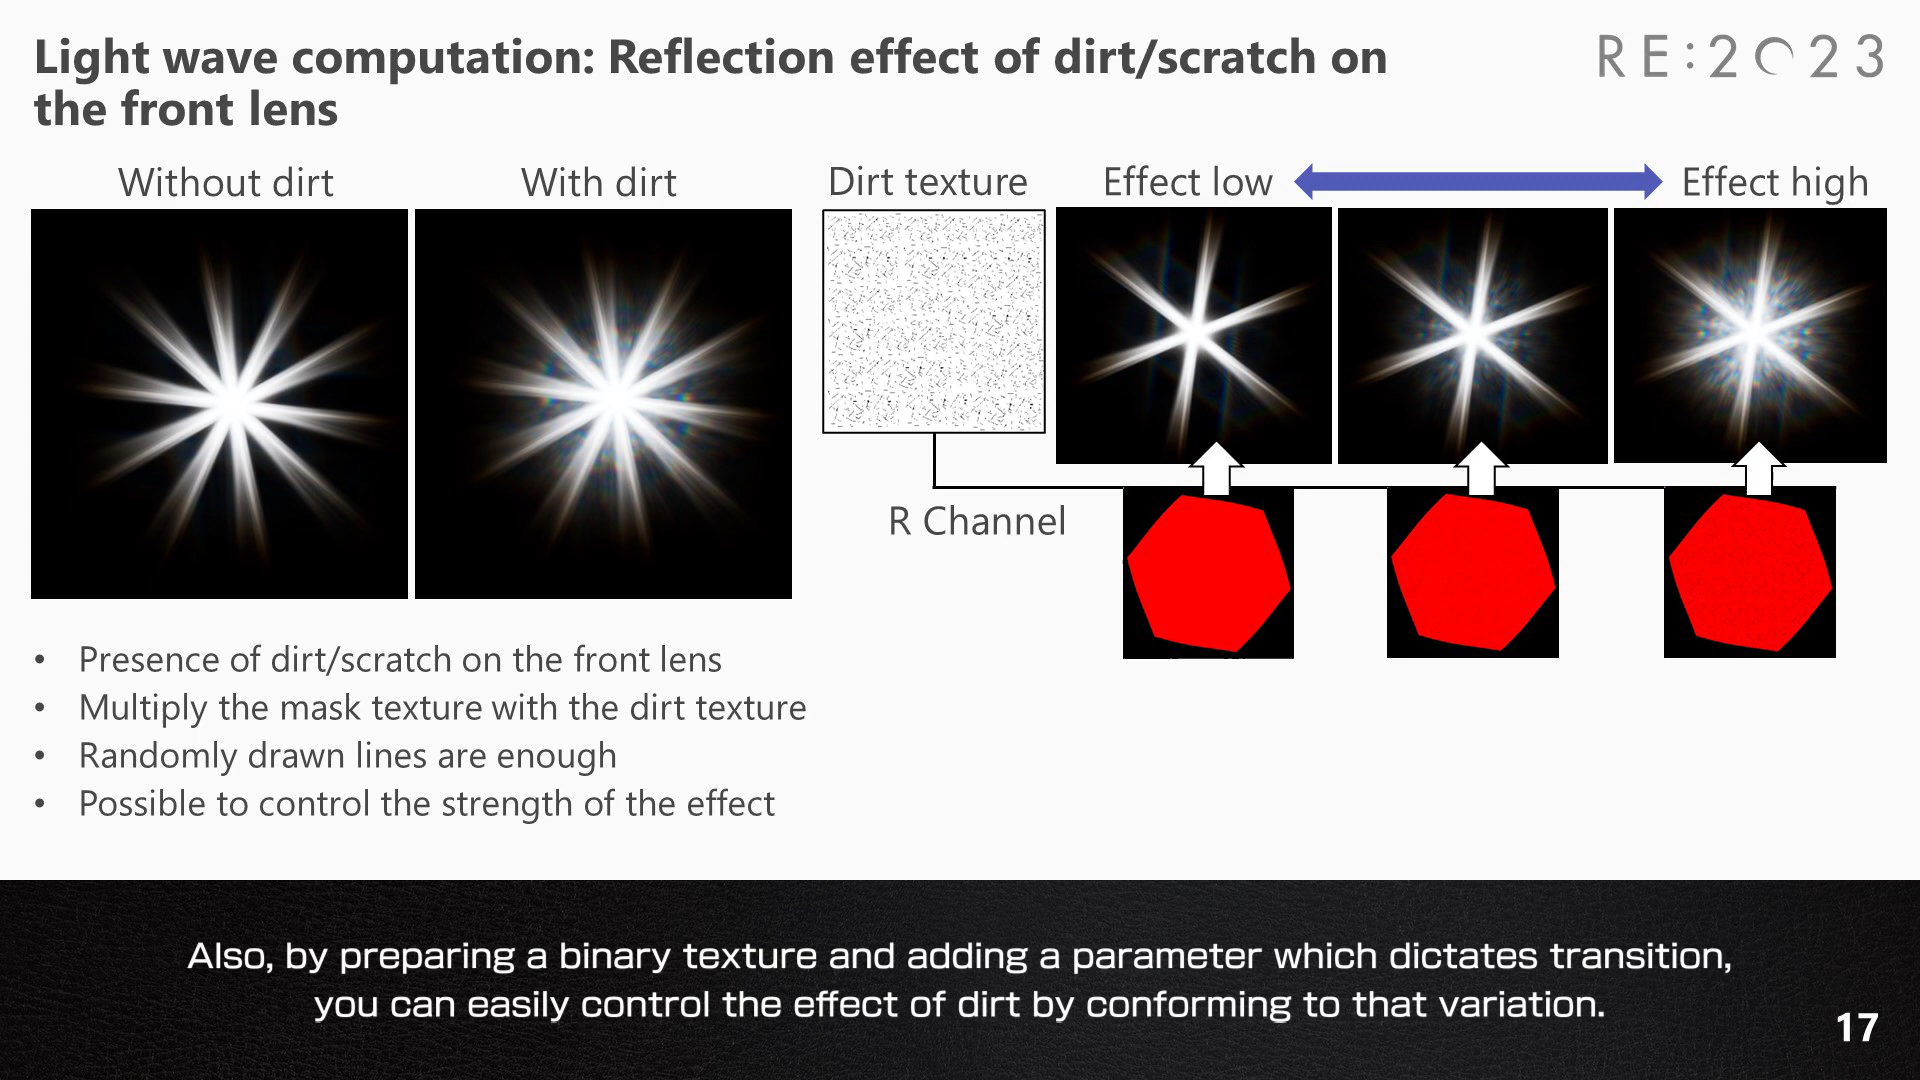 Light wave computation: Reflection effect of dirt/scratch on
the front lens
RE:2023
Without dirt
With dirt
Dirt texture
Effect low
Effect high
R Channel
• Presence of dirt/scratch on the front lens
• Multiply the mask texture with the dirt texture
• Randomly drawn lines are enough
• Possible to control the strength of the effect
Also, by preparing a binary texture and adding a parameter which dictates transition,
you can easily control the effect of dirt by conforming to that variation.
17